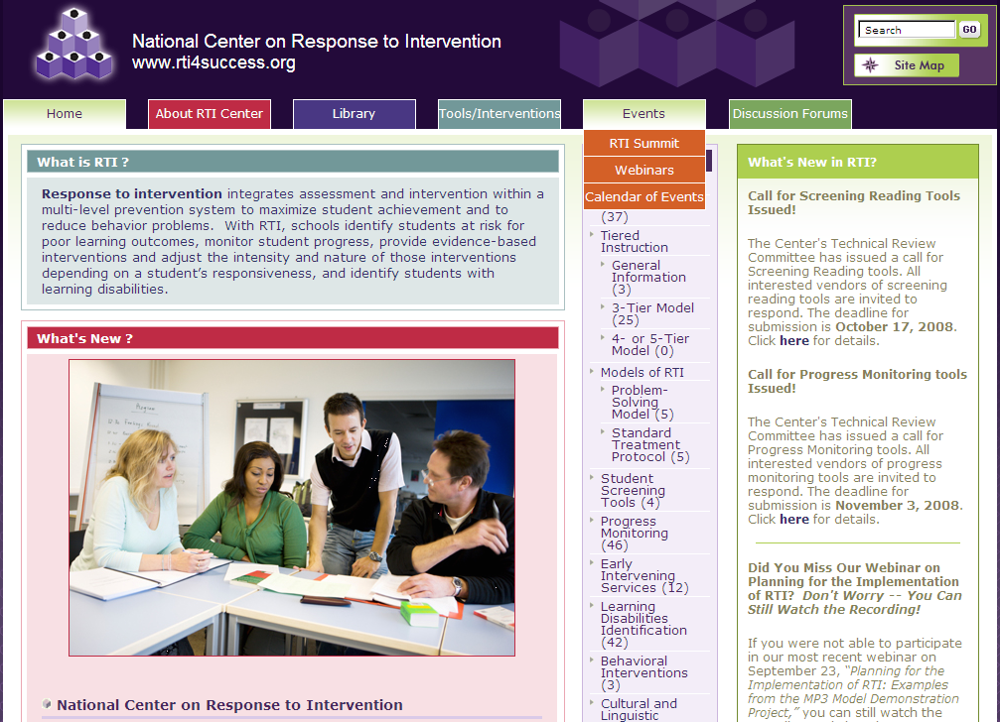 National Center on Response to Intervention
www.rti4success.org
Search
GO
Site Map
Home
About RTI Center
Library
Tools/Interventions
Events
Discussion Forums
RTI Summit
Webinars
Calendar of Events
What is RTI ?
Response to intervention integrates assessment and intervention within a
multi-level prevention system to maximize student achievement and to
reduce behavior problems.  With RTI, schools identify students at risk for
poor learning outcomes, monitor student progress, provide evidence-based
interventions and adjust the intensity and nature of those interventions
depending on a student’s responsiveness, and identify students with
learning disabilities.
What's New ?
Program
National Center on Response to Intervention
(37)
Tiered
Instruction
General
Information
(3)
3-Tier Model
(25)
4- or 5-Tier
Model (0)
Models of RTI
Problem-
Solving
Model (5)
Standard
Treatment
Protocol (5)
Student
Screening
Tools (4)
Progress
Monitoring
(46)
Early
Intervening
Services (12)
Learning
Disabilities
Identification
(42)
Behavioral
Interventions
(3)
Cultural and
Linguistic
What's New in RTI?
Call for Screening Reading Tools
Issued!
The Center's Technical Review
Committee has issued a call for
Screening Reading tools. All
interested vendors of screening
reading tools are invited to
respond. The deadline for
submission is October 17, 2008.
Click here for details.
Call for Progress Monitoring tools
Issued!
The Center's Technical Review
Committee has issued a call for
Progress Monitoring tools. All
interested vendors of progress
monitoring tools are invited to
respond. The deadline for
submission is November 3, 2008.
Click here for details.
Did You Miss Our Webinar on
Planning for the Implementation
of RTI?  Don't Worry -- You Can
Still Watch the Recording!
If you were not able to participate
in our most recent webinar on
September 23, “Planning for the
Implementation of RTI: Examples
from the MP3 Model Demonstration
Project,” you can still watch the